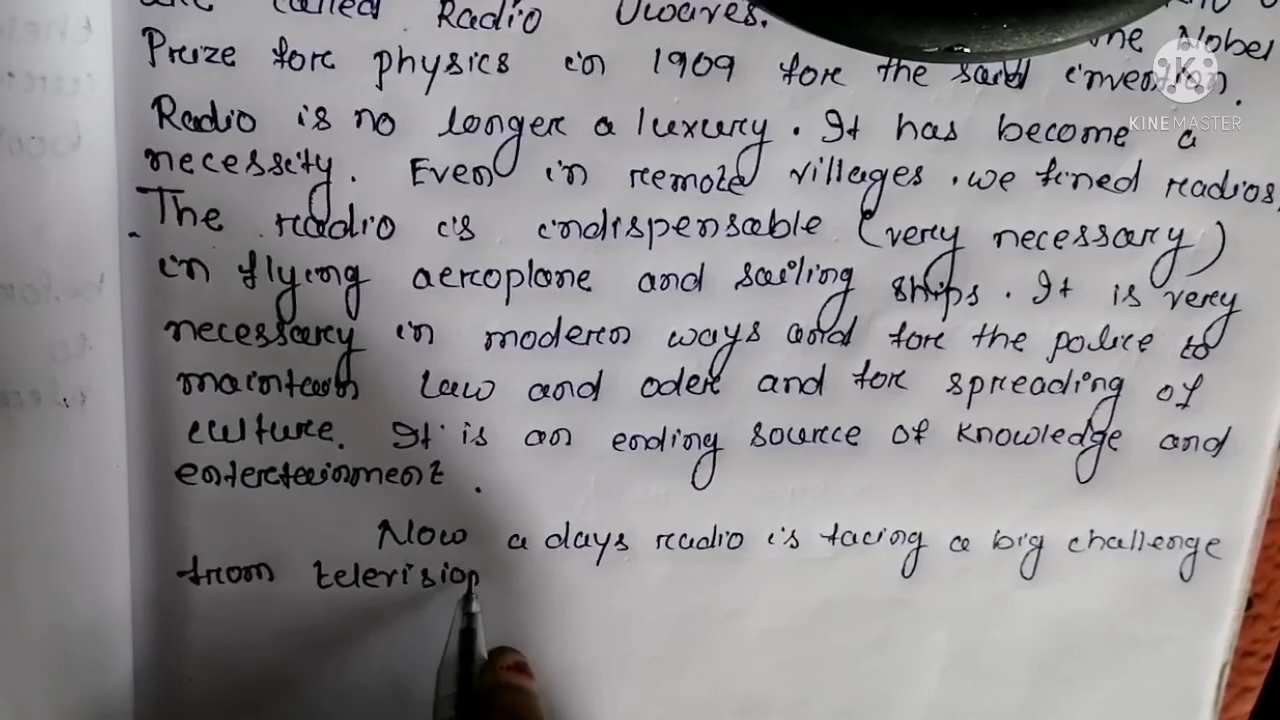 are called Radio Waves.
the Nobel
Prize for physics in 1909 for the said invention.
Radio is no longer a luxury. It has become a
necessity. Even in remote villages. we fined radios.
The radio is indispensable (very necessary)
in flying aeroplane and sailing ships. It is very
necessary in modern ways and for the police to
maintain law and oder and for spreading of
culture. It is an ending source of knowledge and
entertainment.
Now a days radio is facing a big challenge
from television
KINEMASTER